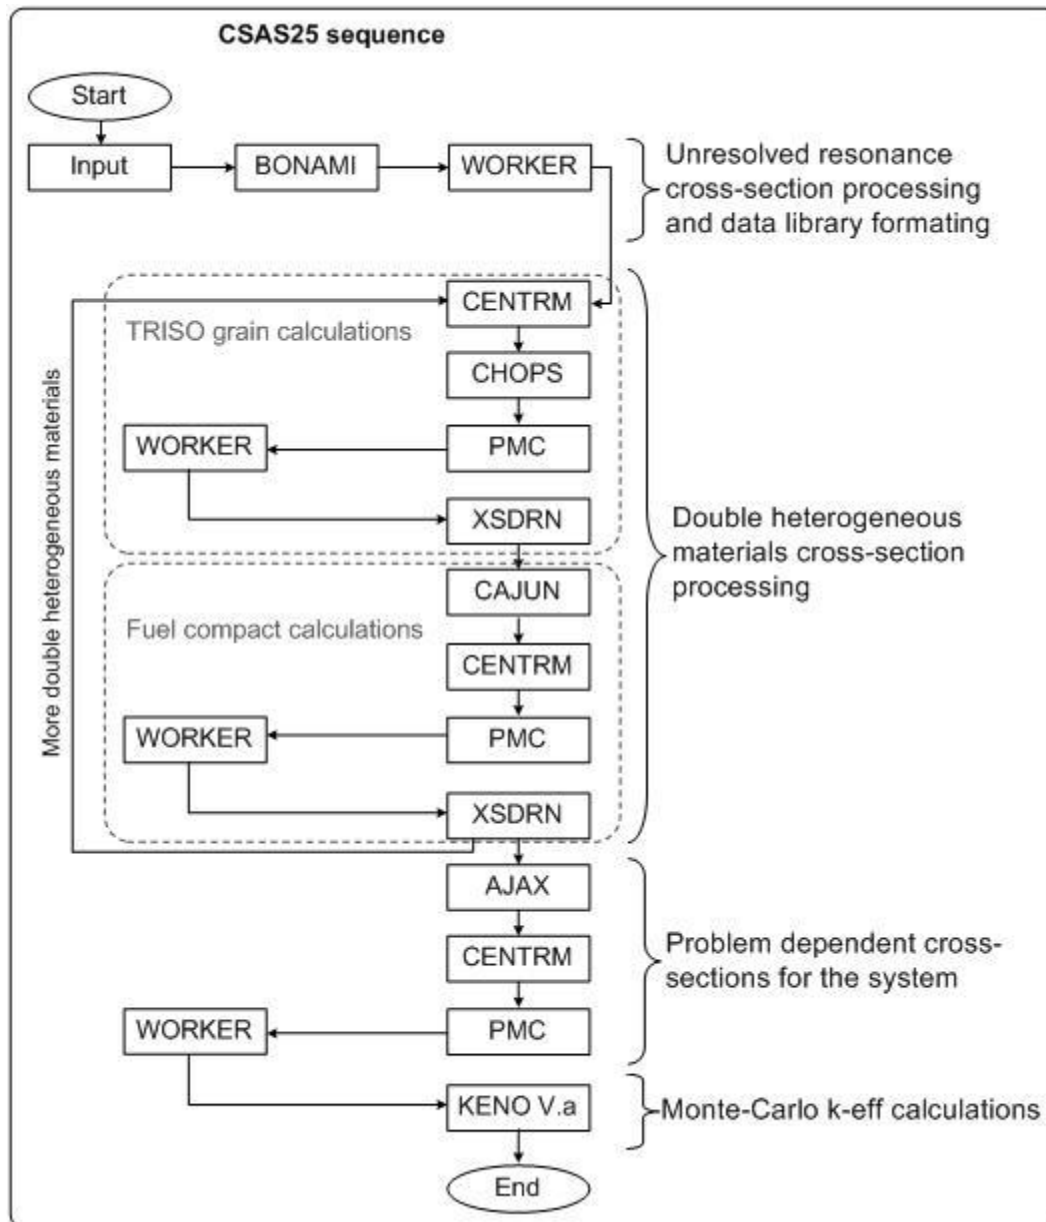 CSAS25 sequence
Start
Input
BONAMI
WORKER
Unresolved resonance
cross-section processing
and data library formating
CENTRM
TRISO grain calculations
CHOPS
WORKER
PMC
XSDRN
More double heterogeneous materials
Double heterogeneous
materials cross-section
processing
CAJUN
Fuel compact calculations
CENTRM
WORKER
PMC
XSDRN
AJAX
CENTRM
Problem dependent cross-
sections for the system
WORKER
PMC
KENO V.a
Monte-Carlo k-eff calculations
End